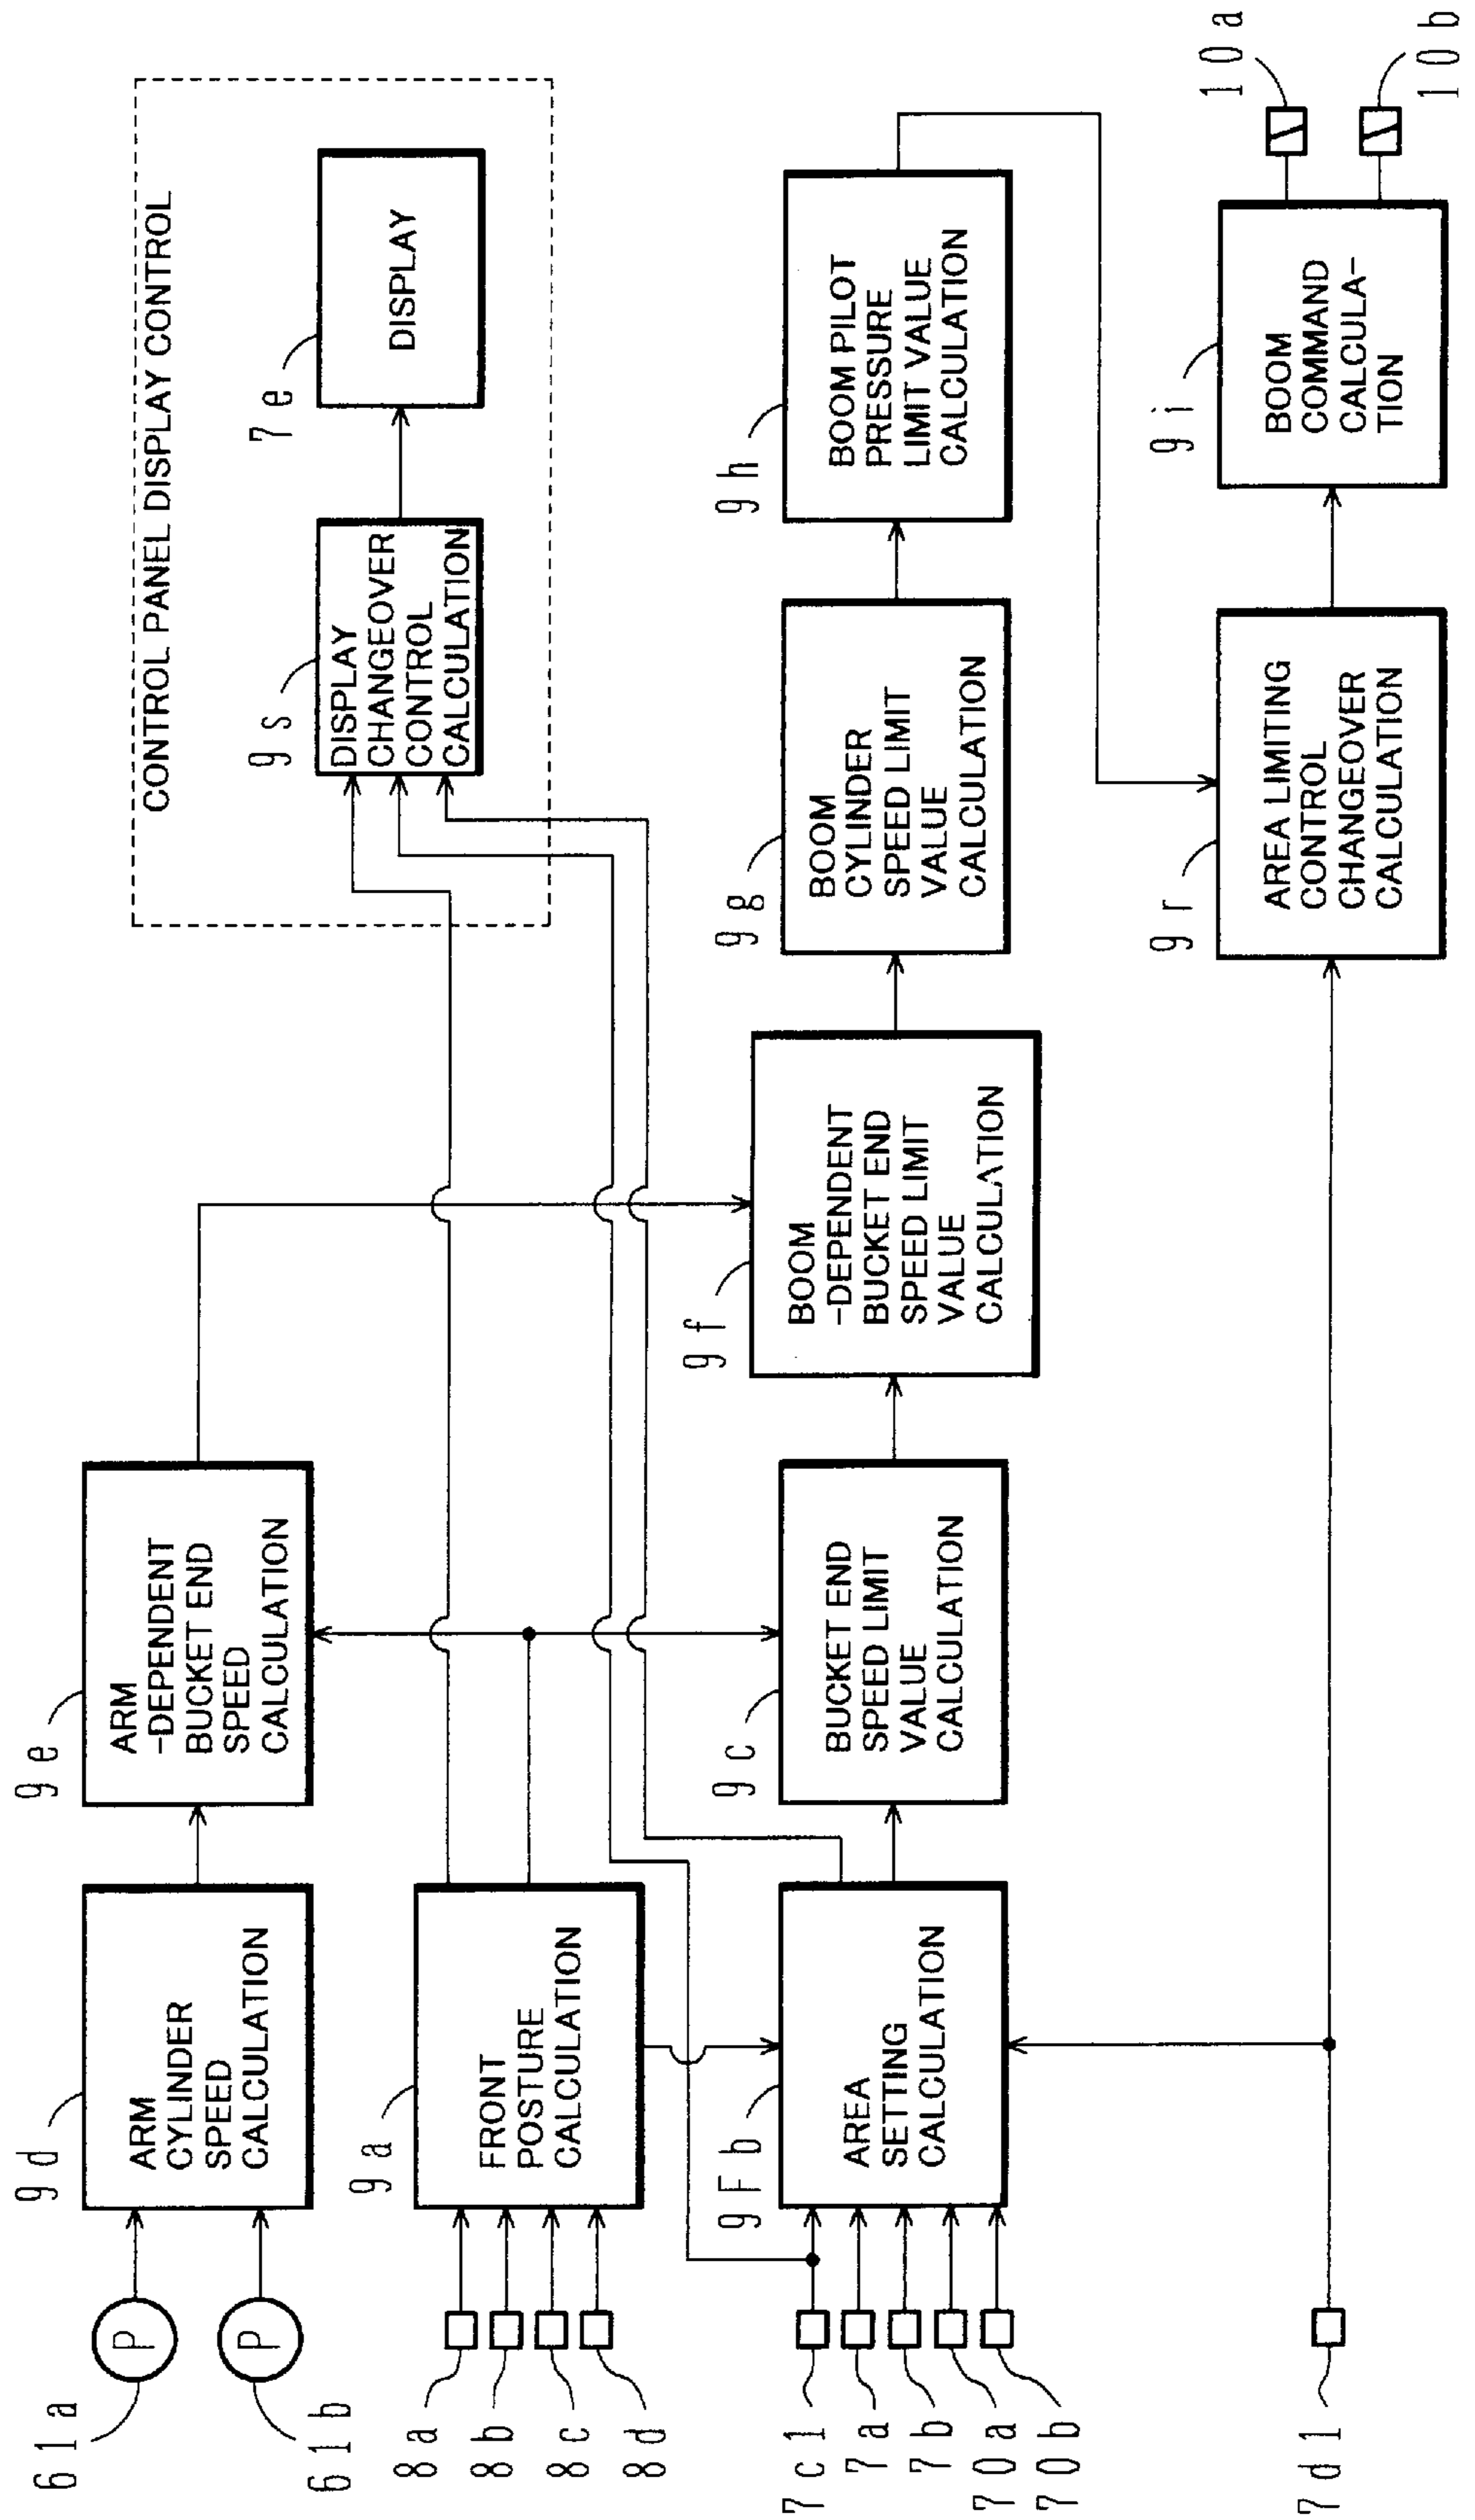 CONTROL PANEL DISPLAY CONTROL
9s
DISPLAY
CHANGEOVER
CONTROL
CALCULATION
7e
DISPLAY
61a
P
61b
P
9d
ARM
CYLINDER
SPEED
CALCULATION
9e
ARM
-DEPENDENT
BUCKET END
SPEED
CALCULATION
8a
8b
8c
8d
9a
FRONT
POSTURE
CALCULATION
7c1
7a
7b
70a
70b
9Fb
AREA
SETTING
CALCULATION
9c
BUCKET END
SPEED LIMIT
VALUE
CALCULATION
9f
BOOM
-DEPENDENT
BUCKET END
SPEED LIMIT
VALUE
CALCULATION
9g
BOOM
CYLINDER
SPEED LIMIT
VALUE
CALCULATION
9h
BOOM PILOT
PRESSURE
LIMIT VALUE
CALCULATION
7d1
9r
AREA LIMITING
CONTROL
CHANGEOVER
CALCULATION
9i
BOOM
COMMAND
CALCULA-
TION
10a
10b